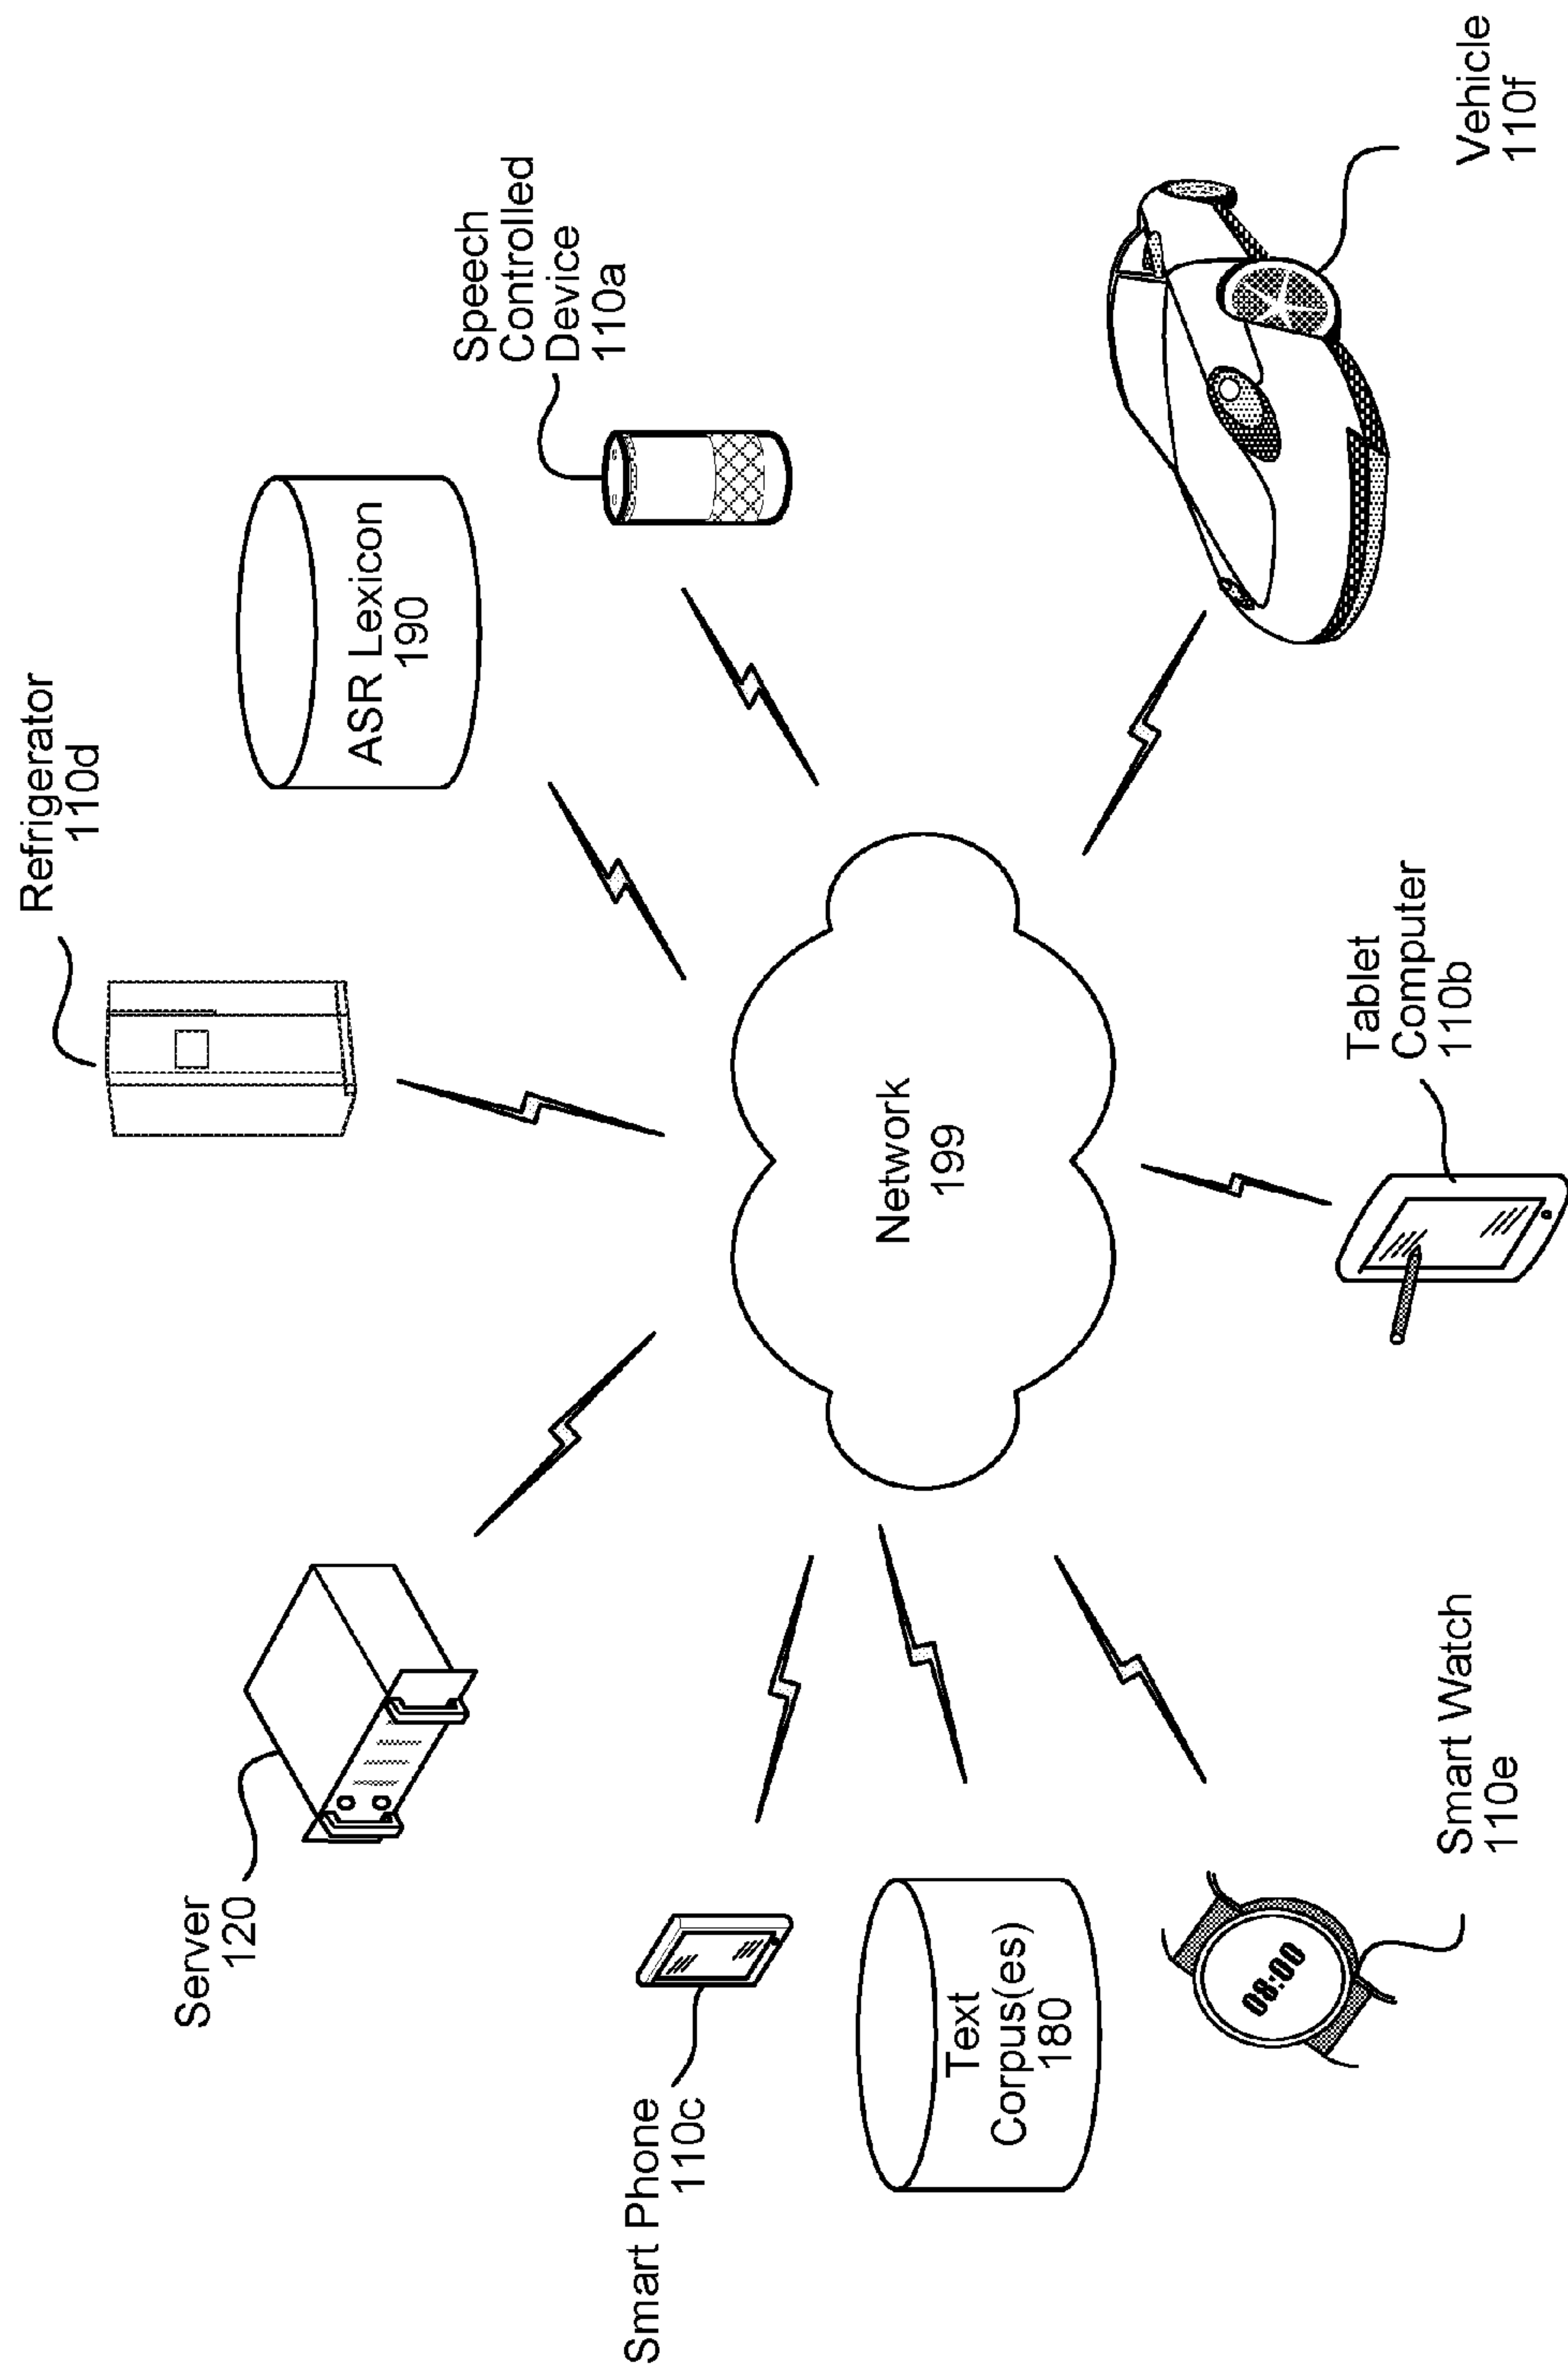 Refrigerator
110d
Server
120
ASR Lexicon
190
Speech
Controlled
Device
110a
Smart Phone
110c
Network
199
Text
Corpus(es)
180
08:00
Tablet
Computer
110b
Smart Watch
110e
Vehicle
110f